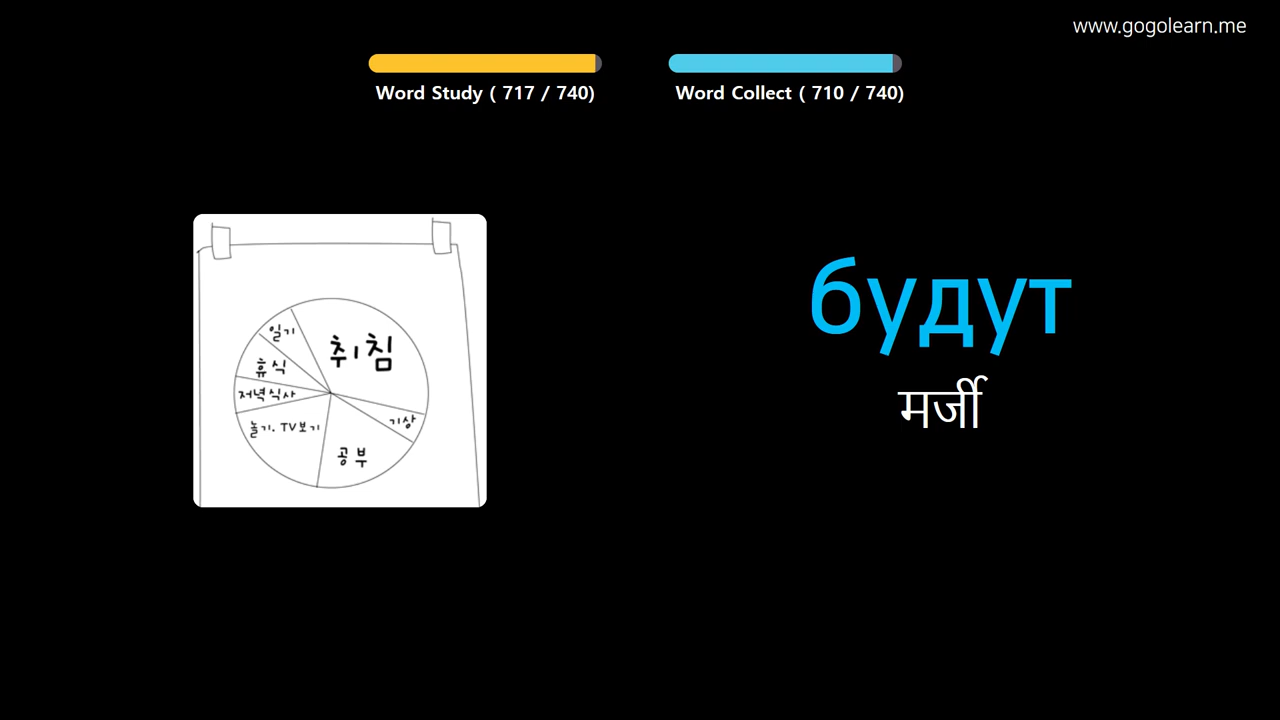 www.gogolearn.me
Word Study ( 717 / 740)
Word Collect ( 710 / 740)
일기
취침
휴식
저녁식사
놀기. TV보기
기상
공부
будут
मर्जी